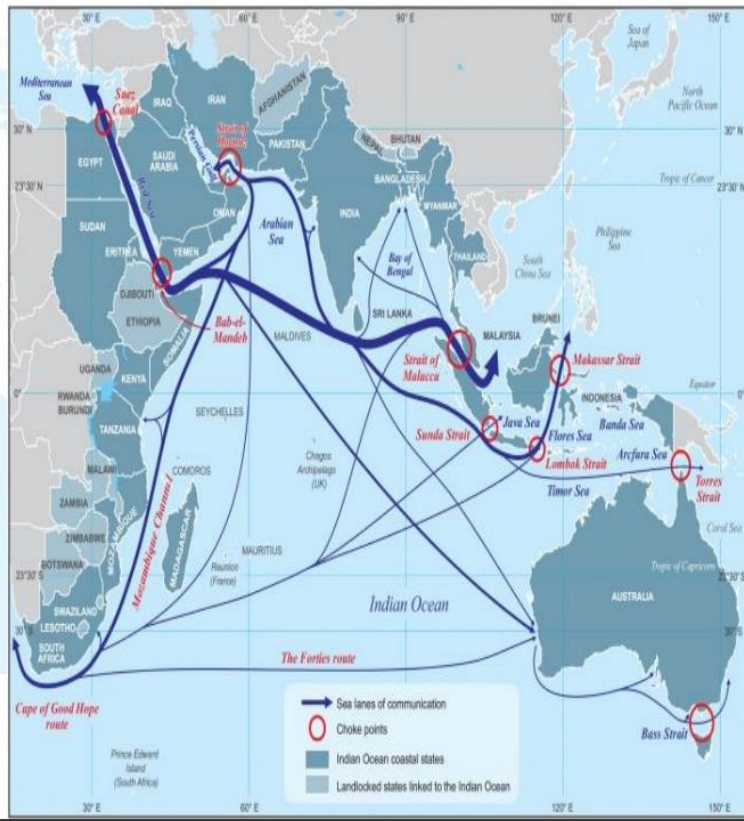 30° E
60° E
90° E
120° E
150° E
Sea of
Japan
Mediterranean
Sea
Suez
Canal
IRAQ
IRAN
AFGHANISTAN
North
Pacific Ocean
30° N
Strait of
Hormuz
Persian Gulf
PAKISTAN
NEPAL
BHUTAN
EGYPT
SAUDI
ARABIA
BANGLADESH
Tropic of Cancer
23°30' N
Red Sea
OMAN
INDIA
MYANMAR
SUDAN
Arabian
Sea
Philippine
Sea
ERITREA
YEMEN
Bay of
Bengal
THAILAND
South
China Sea
DJIBOUTI
ETHIOPIA
Bab-el-
Mandeb
SRI LANKA
BRUNEI
MALDIVES
MALAYSIA
SOMALIA
Strait of
Malacca
Makassar Strait
UGANDA
KENYA
0°
Equator
RWANDA
BURUNDI
INDONESIA
SEYCHELLES
Java Sea
Banda Sea
TANZANIA
Sunda Strait
Flores Sea
Arcfura Sea
Chagos
Archipelago
(UK)
Lombok Strait
Torres
Strait
MALAWI
COMOROS
Timor Sea
ZAMBIA
MOZAMBIQUE
Mozambique Channel
MADAGASCAR
Coral Sea
ZIMBABWE
MAURITIUS
BOTSWANA
Reunion
(France)
23°30' S
Tropic of Capricorn
AUSTRALIA
SWAZILAND
LESOTHO
Indian Ocean
30° S
30° S
SOUTH
AFRICA
The Forties route
Cape of Good Hope
route
Sea lanes of communication
Choke points
Bass Strait
Prince Edward
Island
(South Africa)
Indian Ocean coastal states
Landlocked states linked to the Indian Ocean
30° E
60° E
120° E
150° E